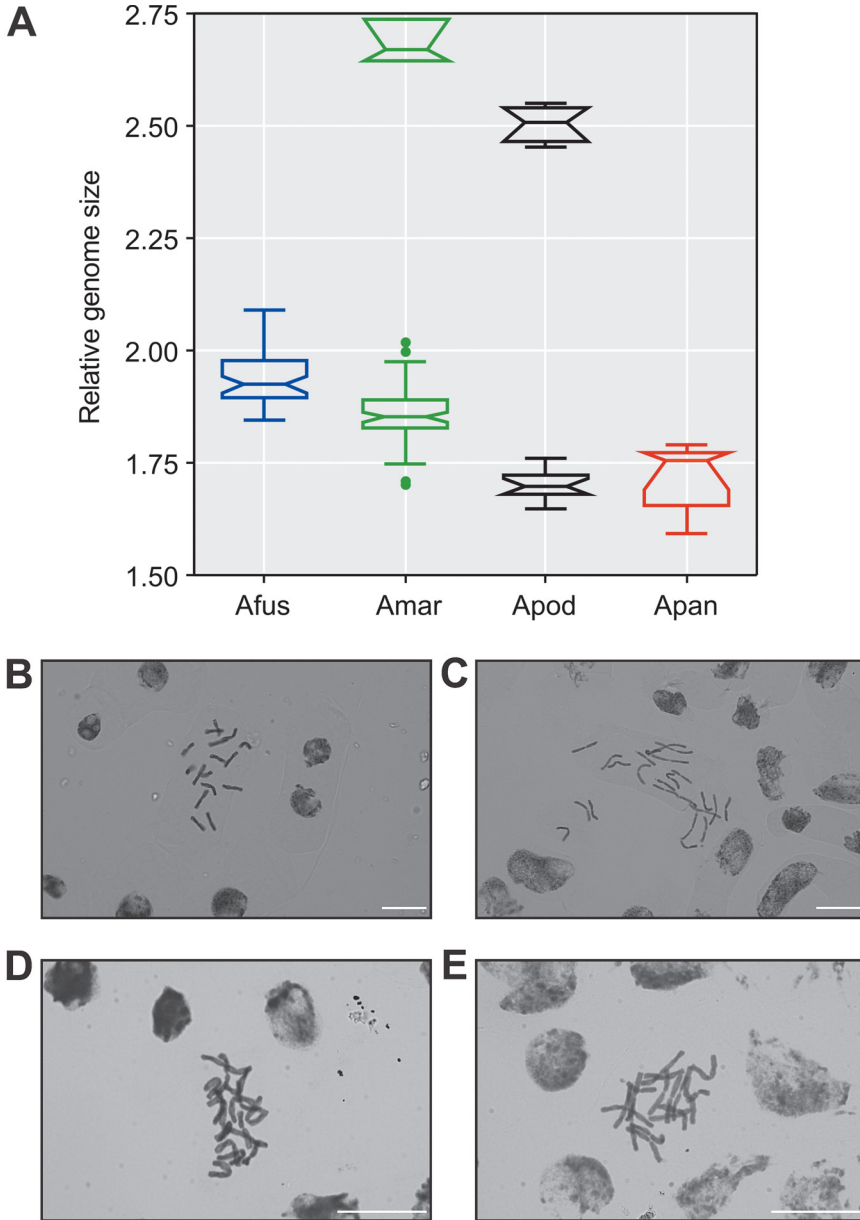 A
Relative genome size
2.75
2.50
2.25
2.00
1.75
1.50
Afus Amar Apod Apan
B
C
D
E